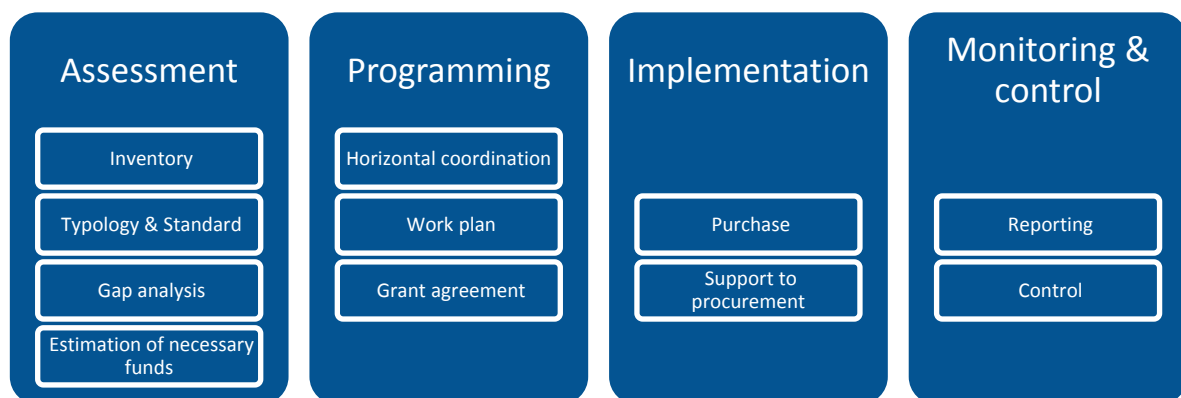 Assessment
Inventory
Typology & Standard
Gap analysis
Estimation of necessary
funds
Programming
Horizontal coordination
Work plan
Grant agreement
Implementation
Purchase
Support to
procurement
Monitoring &
control
Reporting
Control